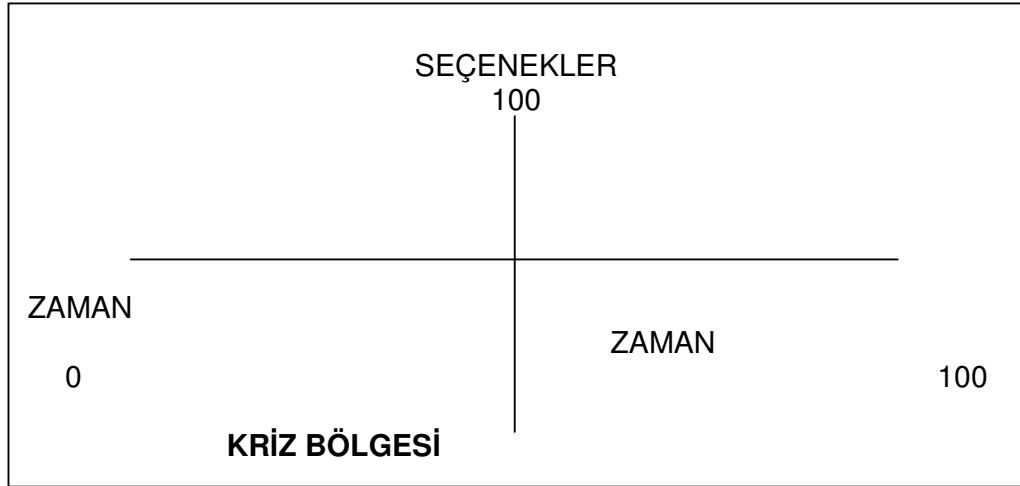 SEÇENEKLER
100
ZAMAN
ZAMAN
0
100
KRİZ BÖLGESİ